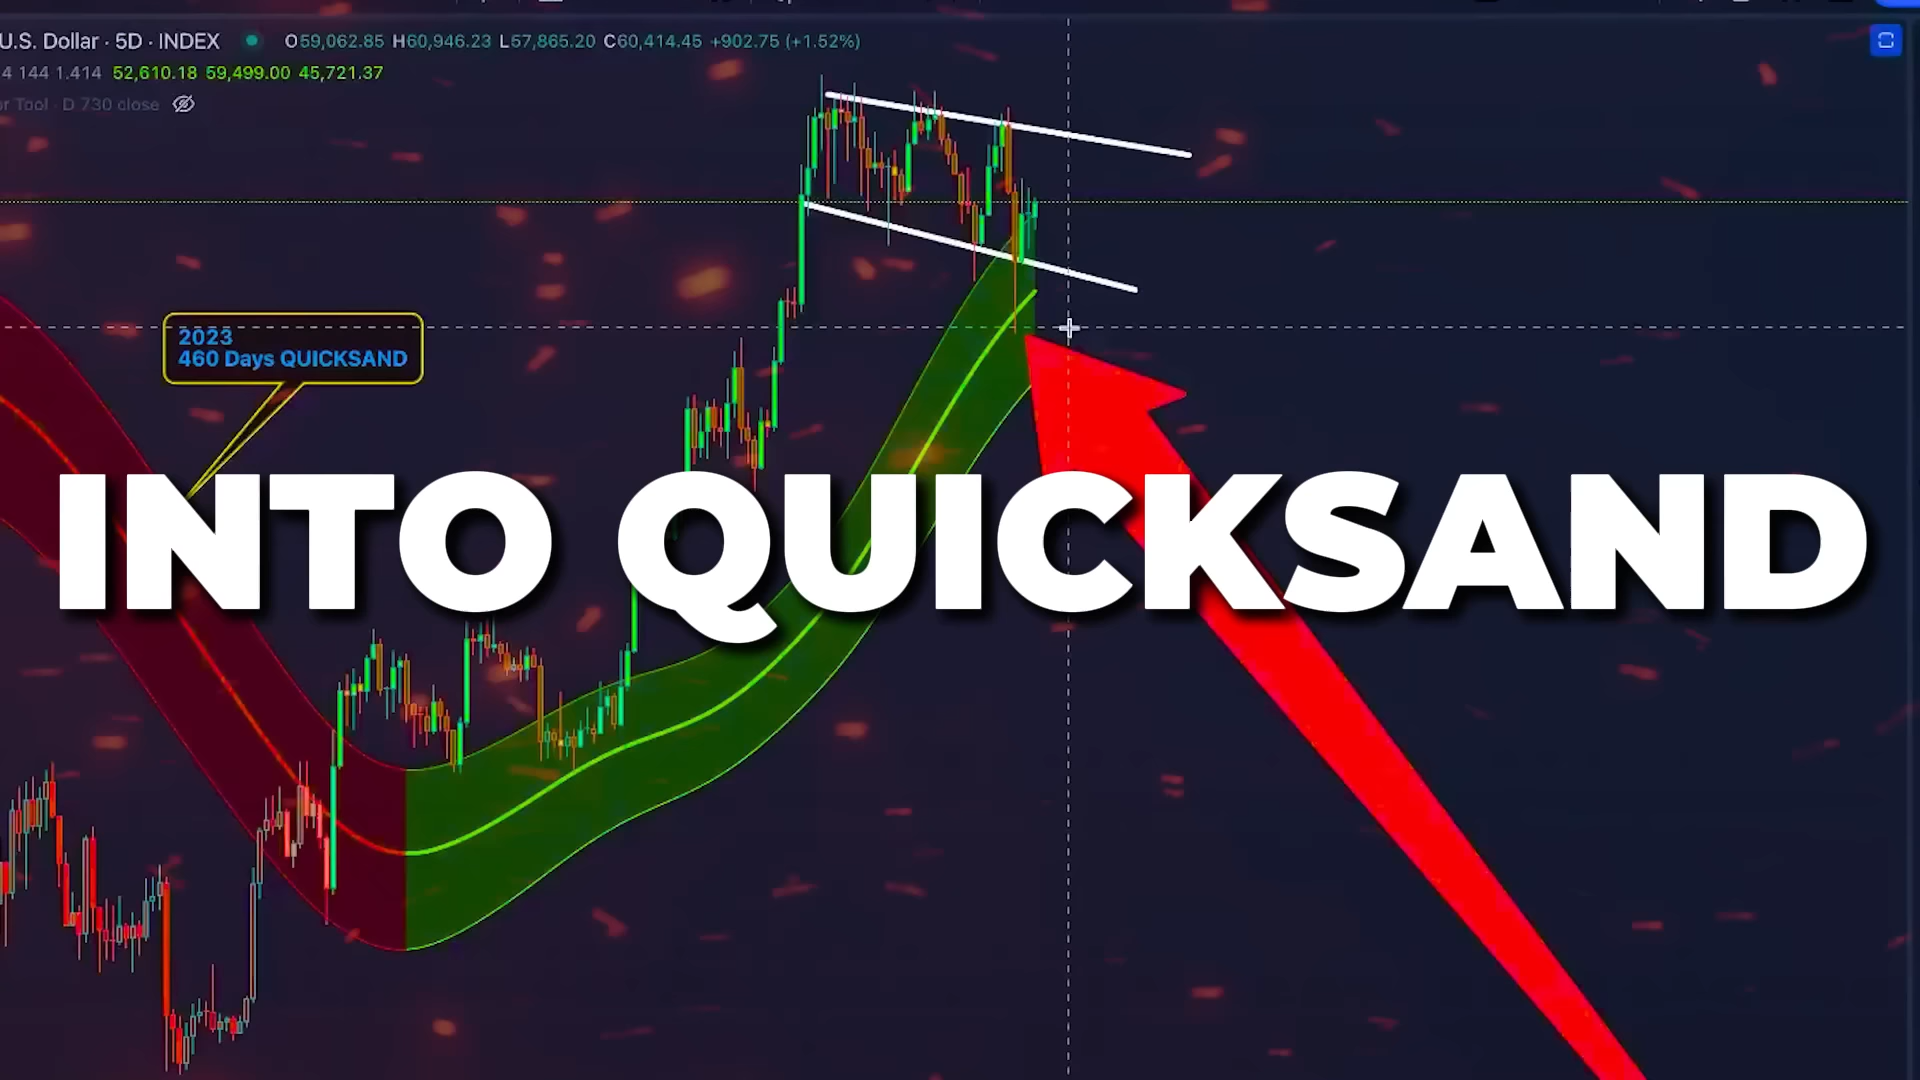 U.S. Dollar · 5D · INDEX O59,062.85 H60,946.23 L57,865.20 C60,414.45 +902.75 (+1.52%)
4 144 1.414 52,610.18 59,499.00 45,721.37
or Tool · D 730 close
2023
460 Days QUICKSAND
INTO QUICKSAND